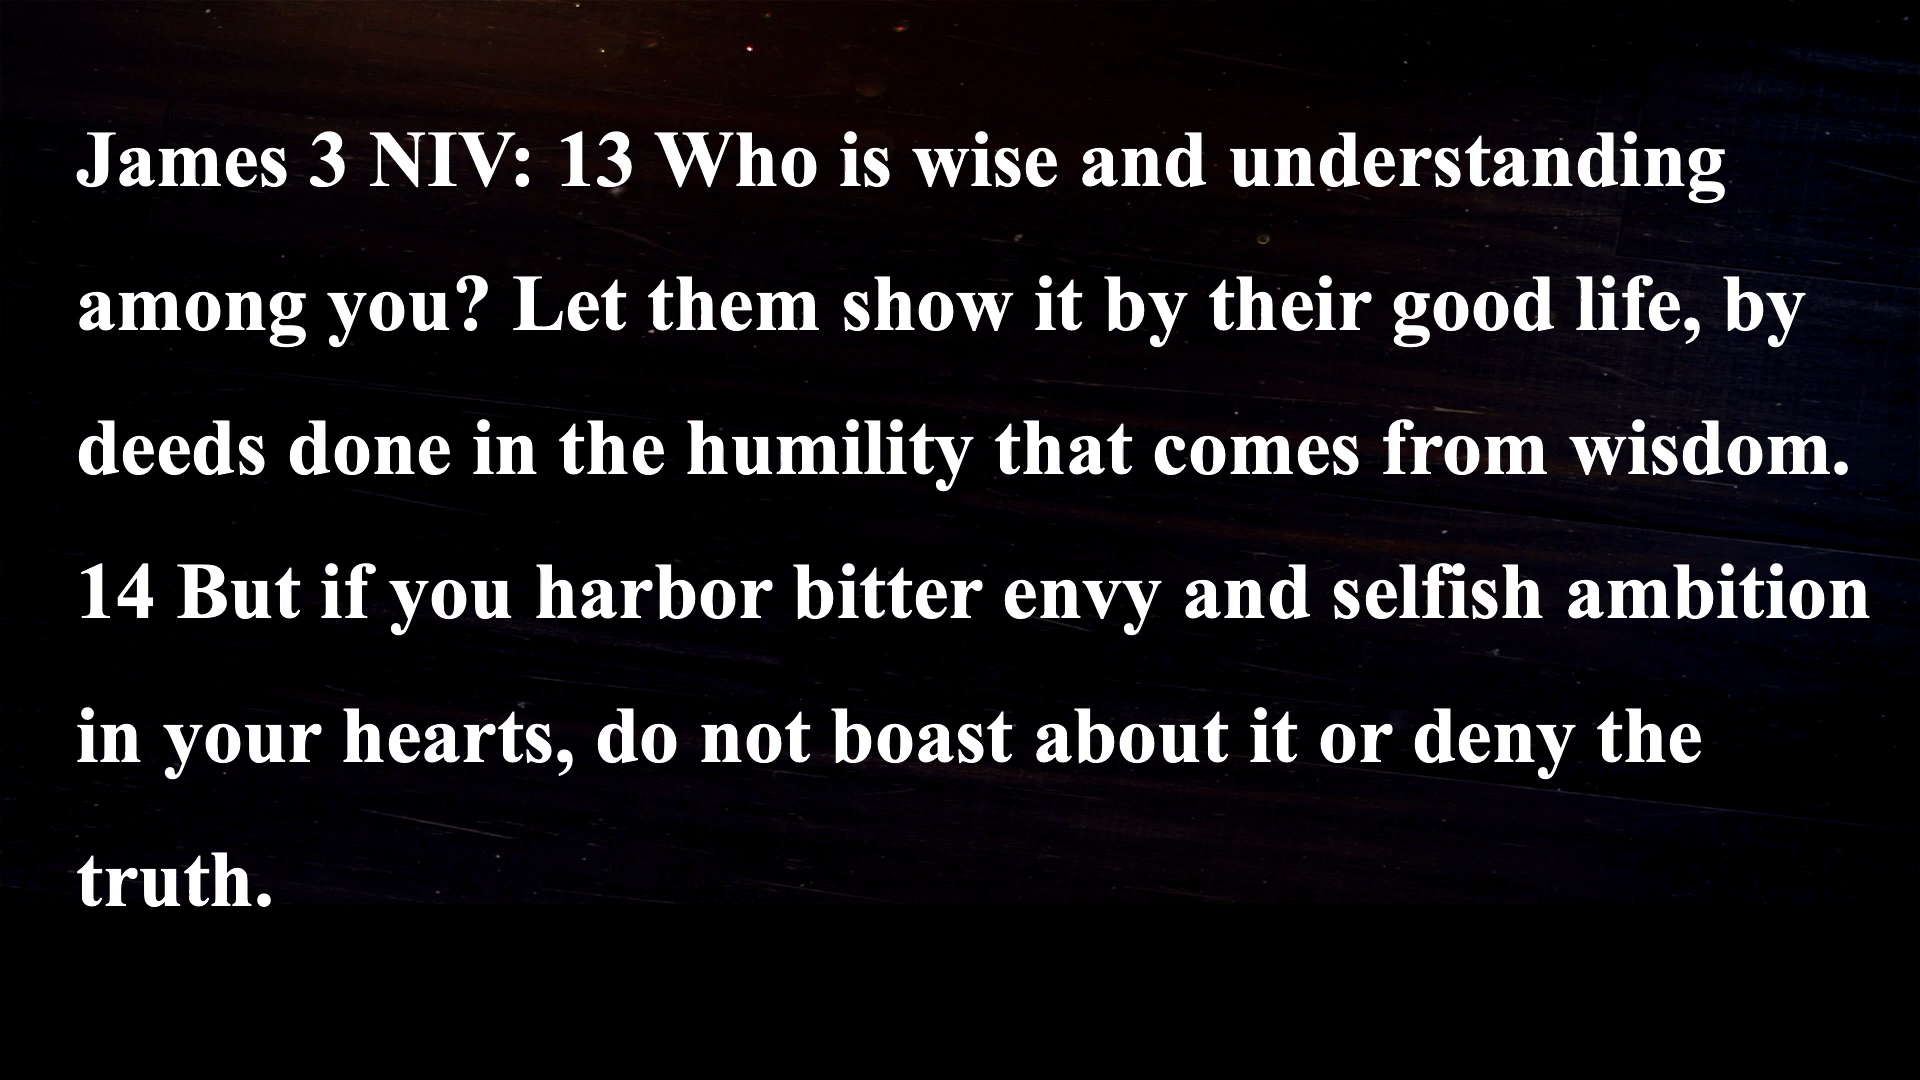 James 3 NIV: 13 Who is wise and understanding
among you? Let them show it by their good life, by
deeds done in the humility that comes from wisdom.
14 But if you harbor bitter envy and selfish ambition
in your hearts, do not boast about it or deny the
truth.